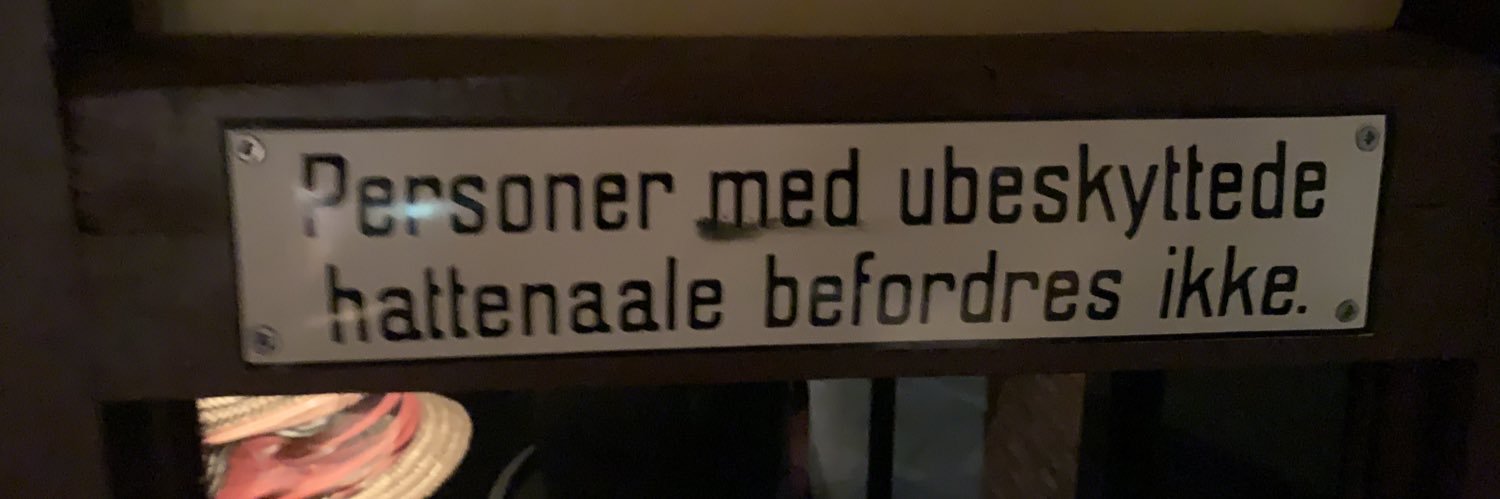 Personer med ubeskyttede
hattenaale befordres ikke.